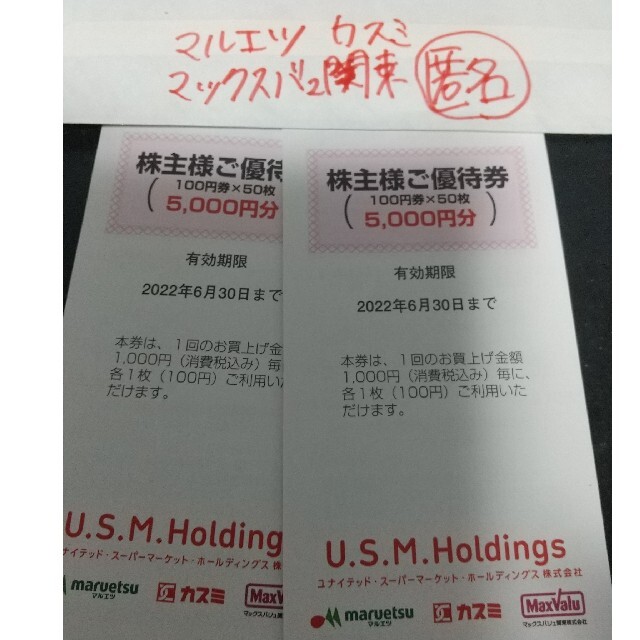 マルエツ カスミ
マックスバリュ関東 匿名
株主様ご優待
100円券×50枚
(5,000円分
有効期限
2022年6月30日まで
本券は、1回のお買上げ金
1,000円（消費税込み）毎に
各1枚（100円）ご利用いた
だけます。
U.S.M.Holding
ナイテッド・スーパーマーケット・ホールディングス 株
maruetsu
マルエツ
カスミ
MaxV
マックスバリュ関
株主様ご優待券
100円券×50枚
(5,000円分)
有効期限
2022年6月30日まで
本券は、1回のお買上げ金額
1,000円（消費税込み）毎に、
各1枚（100円）ご利用いた
だけます。
U.S.M.Holdings
ユナイテッド・スーパーマーケット・ホールディングス 株式会社
maruetsu
マルエツ
カスミ
MaxValu
マックスバリュ関東株式会社